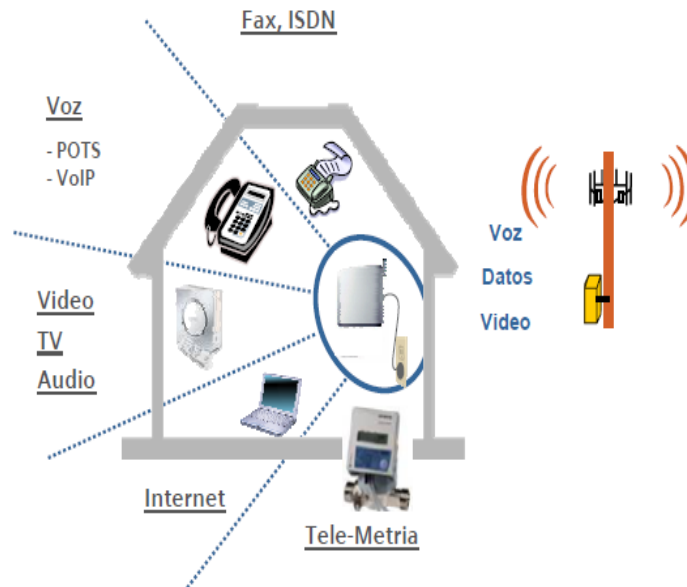 Fax, ISDN
Voz
- POTS
- VoIP
Video
TV
Audio
Internet
Tele-Metria
Voz
Datos
Video